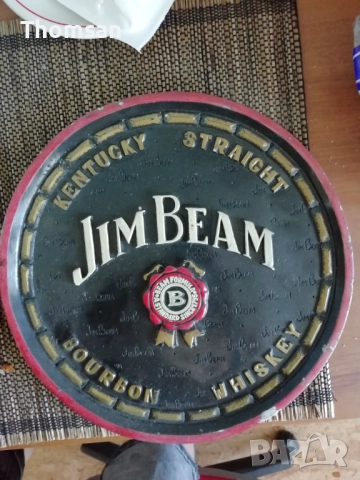 Thomsan
KENTUCKY STRAIGHT
JIM BEAM
B
BOURBON WHISKEY
BAZAR